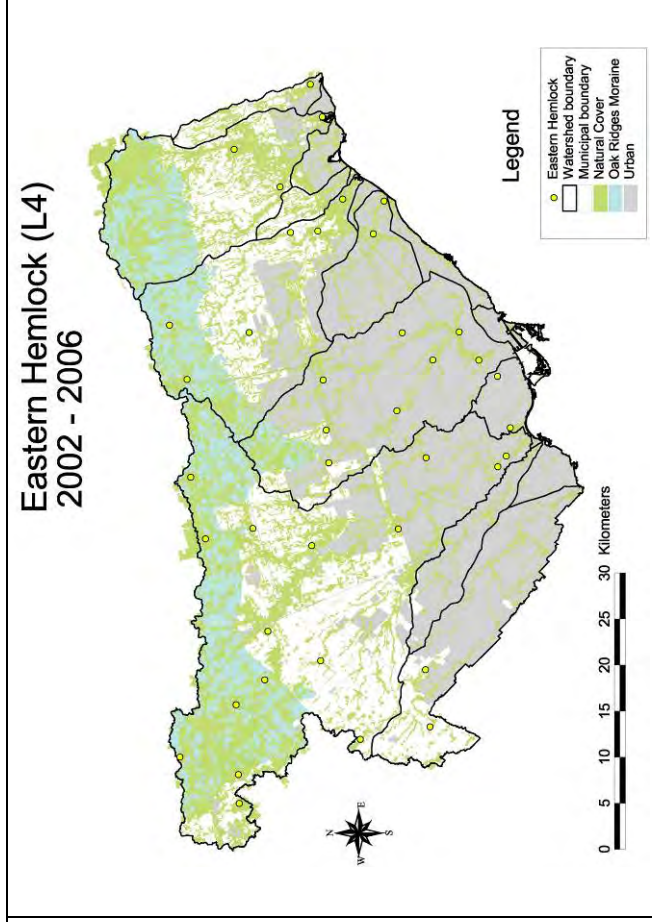 Eastern Hemlock (L4)
2002 - 2006
N
W
E
S
0 5 10 15 20 30 Kilometers
Legend
Eastern Hemlock
Watershed boundary
Municipal boundary
Natural Cover
Oak Ridges Moraine
Urban